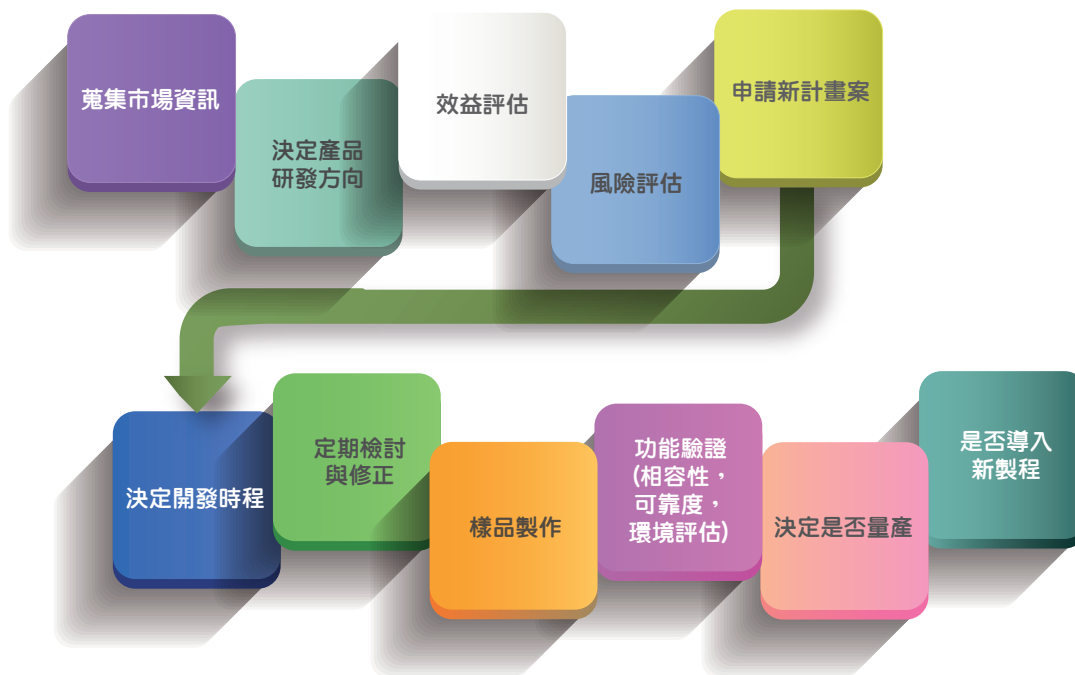 蒐集市場資訊
決定產品
研發方向
效益評估
風險評估
申請新計畫案
決定開發時程
定期檢討
與修正
樣品製作
功能驗證
(相容性，
可靠度，
環境評估)
決定是否量產
是否導入
新製程